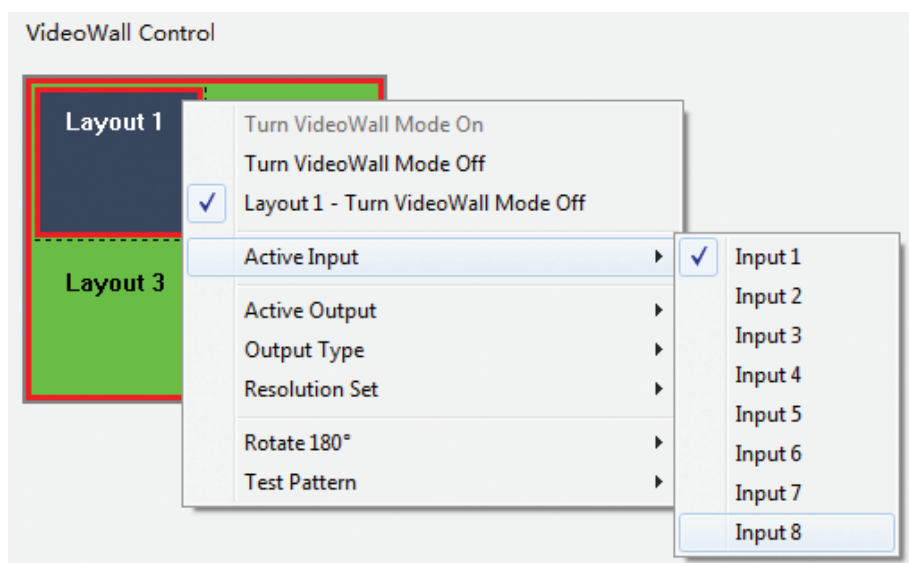 VideoWall Control
Layout 1
Layout 3
Turn VideoWall Mode On
Turn VideoWall Mode Off
Layout 1 - Turn VideoWall Mode Off
Active Input
Active Output
Output Type
Resolution Set
Rotate 180°
Test Pattern
Input 1
Input 2
Input 3
Input 4
Input 5
Input 6
Input 7
Input 8